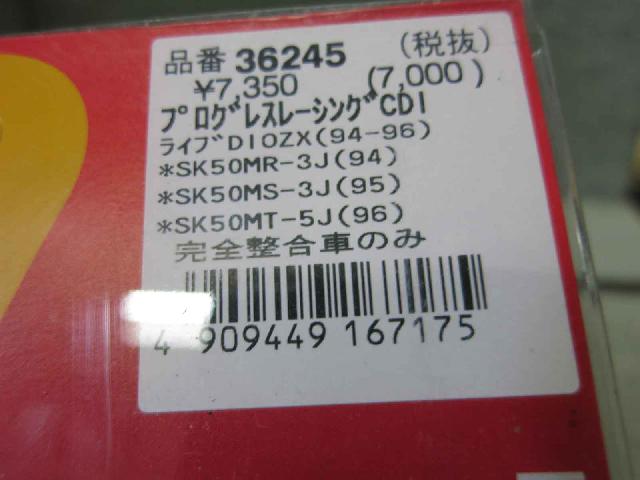 品番 36245 (税抜)
¥7,350 (7,000)
プログレスレーシングCDI
ライブDIOZX(94-96)
*SK50MR-3J(94)
*SK50MS-3J(95)
*SK50MT-5J(96)
完全整合車のみ
4 909449 167175